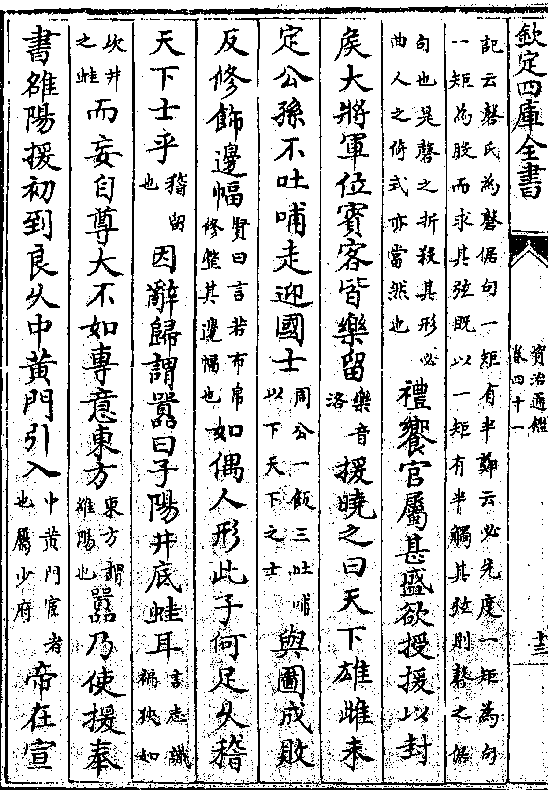 欽定四庫全書
資治通鑑
卷四十一
記云磬氏為磬倨句一矩有半鄭云必先度一矩為句
一矩為股而求其弦既以一矩有半觸其弦則磬之倨
句也是磬之折殺其形必
曲人之倚式亦當然也
禮饗官屬甚盛欲授援以封
侯大將軍位賓客皆樂留
樂音
洛
援曉之曰天下雄雌未
定公孫不吐哺走迎國士
周公一飯三吐哺
以下天下之士
與圖成敗
反修飾邊幅
賢曰言若布帛
修整其邊幅也
如偶人形此子何足久稽
天下士乎
稽留
也
因辭歸謂囂曰子陽井底蛙耳
言志識
褊狹如
坎井
之蛙
而妄自尊大不如專意東方
東方謂
雒陽也
囂乃使援奉
書雒陽援初到良久中黃門引入
中黃門宦者
也屬少府
帝在宣